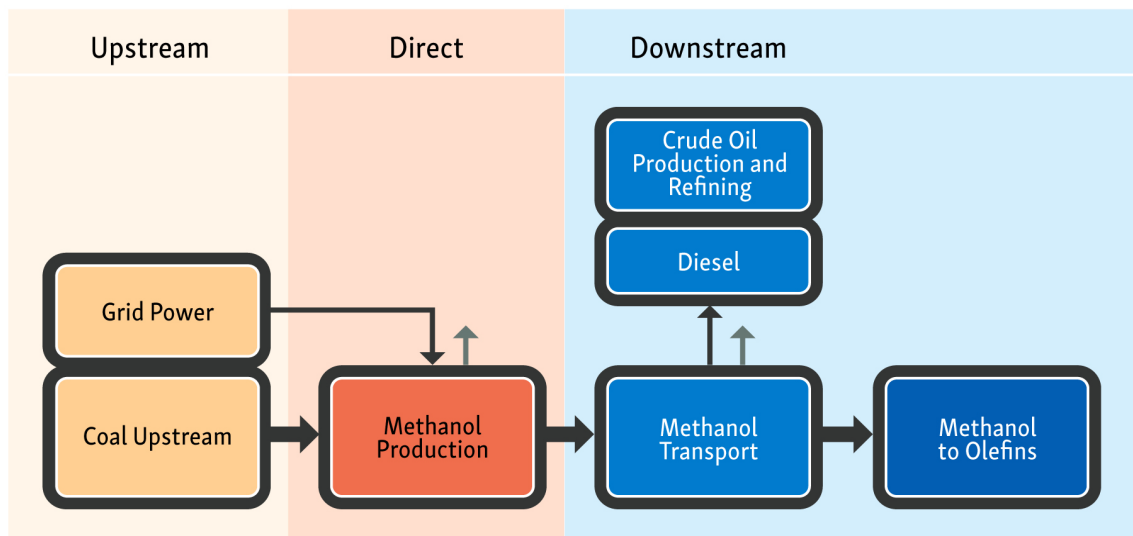 Upstream
Direct
Downstream
Crude Oil
Production and
Refining
Diesel
Grid Power
Coal Upstream
Methanol
Production
Methanol
Transport
Methanol
to Olefins